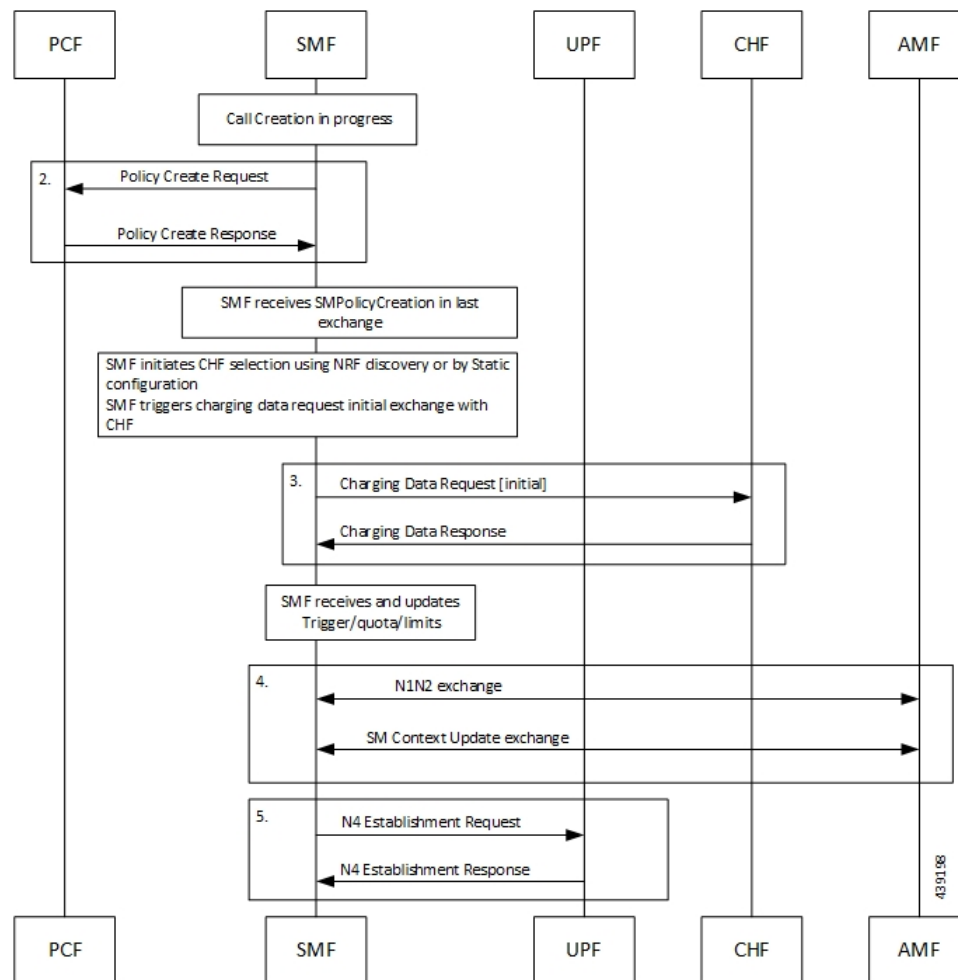 PCF
SMF
UPF
CHF
AMF
Call Creation in progress
2.
Policy Create Request
Policy Create Response
SMF receives SMPolicyCreation in last
exchange
SMF initiates CHF selection using NRF discovery or by Static
configuration
SMF triggers charging data request initial exchange with
CHF
3.
Charging Data Request [initial]
Charging Data Response
SMF receives and updates
Trigger/quota/limits
4.
N1N2 exchange
SM Context Update exchange
5.
N4 Establishment Request
N4 Establishment Response
439198
PCF
SMF
UPF
CHF
AMF